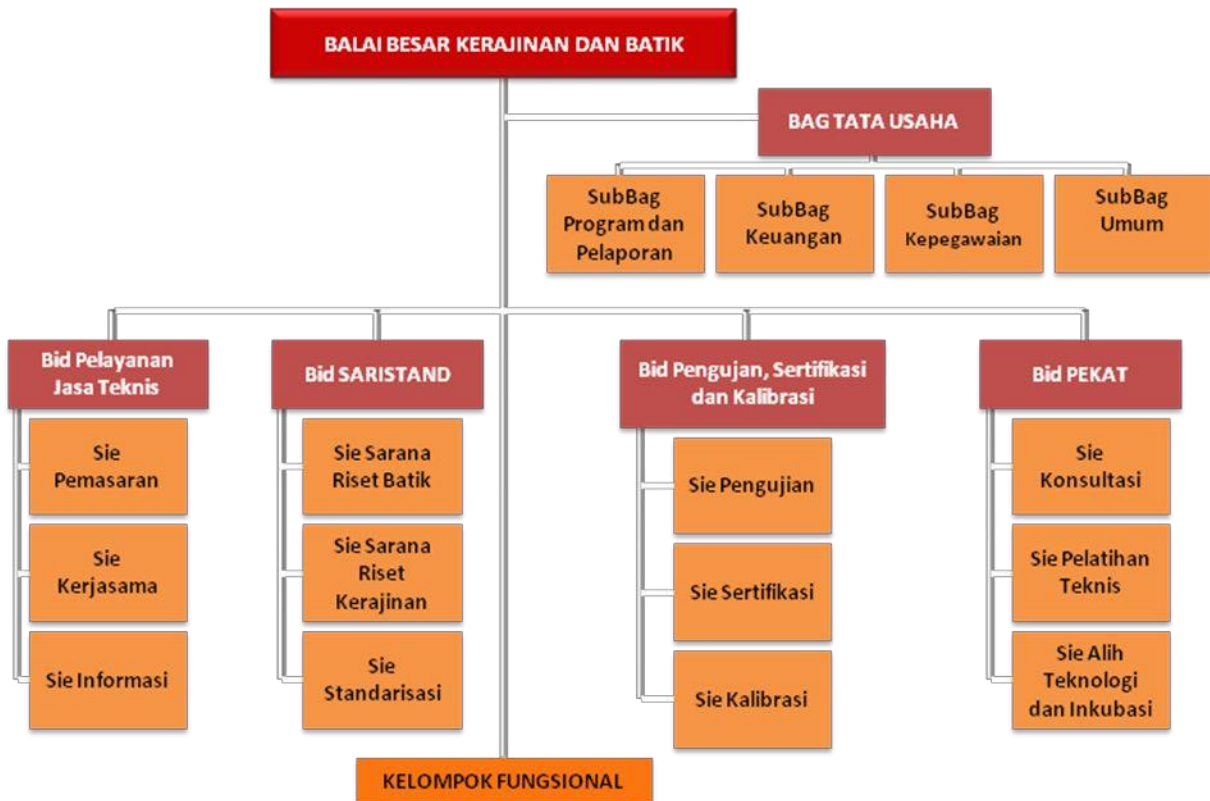 BALAI BESAR KERAJINAN DAN BATIK
BAG TATA USAHA
SubBag
Program dan
Pelaporan
SubBag
Keuangan
SubBag
Kepegawaian
SubBag
Umum
Bid Pelayanan
Jasa Teknis
Bid SARISTAND
Bid Pengujan, Sertifikasi
dan Kalibrasi
Bid PEKAT
Sie
Pemasaran
Sie
Kerjasama
Sie Informasi
Sie Sarana
Riset Batik
Sie Sarana
Riset
Kerajinan
Sie
Standarisasi
Sie Pengujian
Sie Sertifikasi
Sie Kalibrasi
Sie
Konsultasi
Sie Pelatihan
Teknis
Sie Alih
Teknologi
dan Inkubasi
KELOMPOK FUNGSIONAL